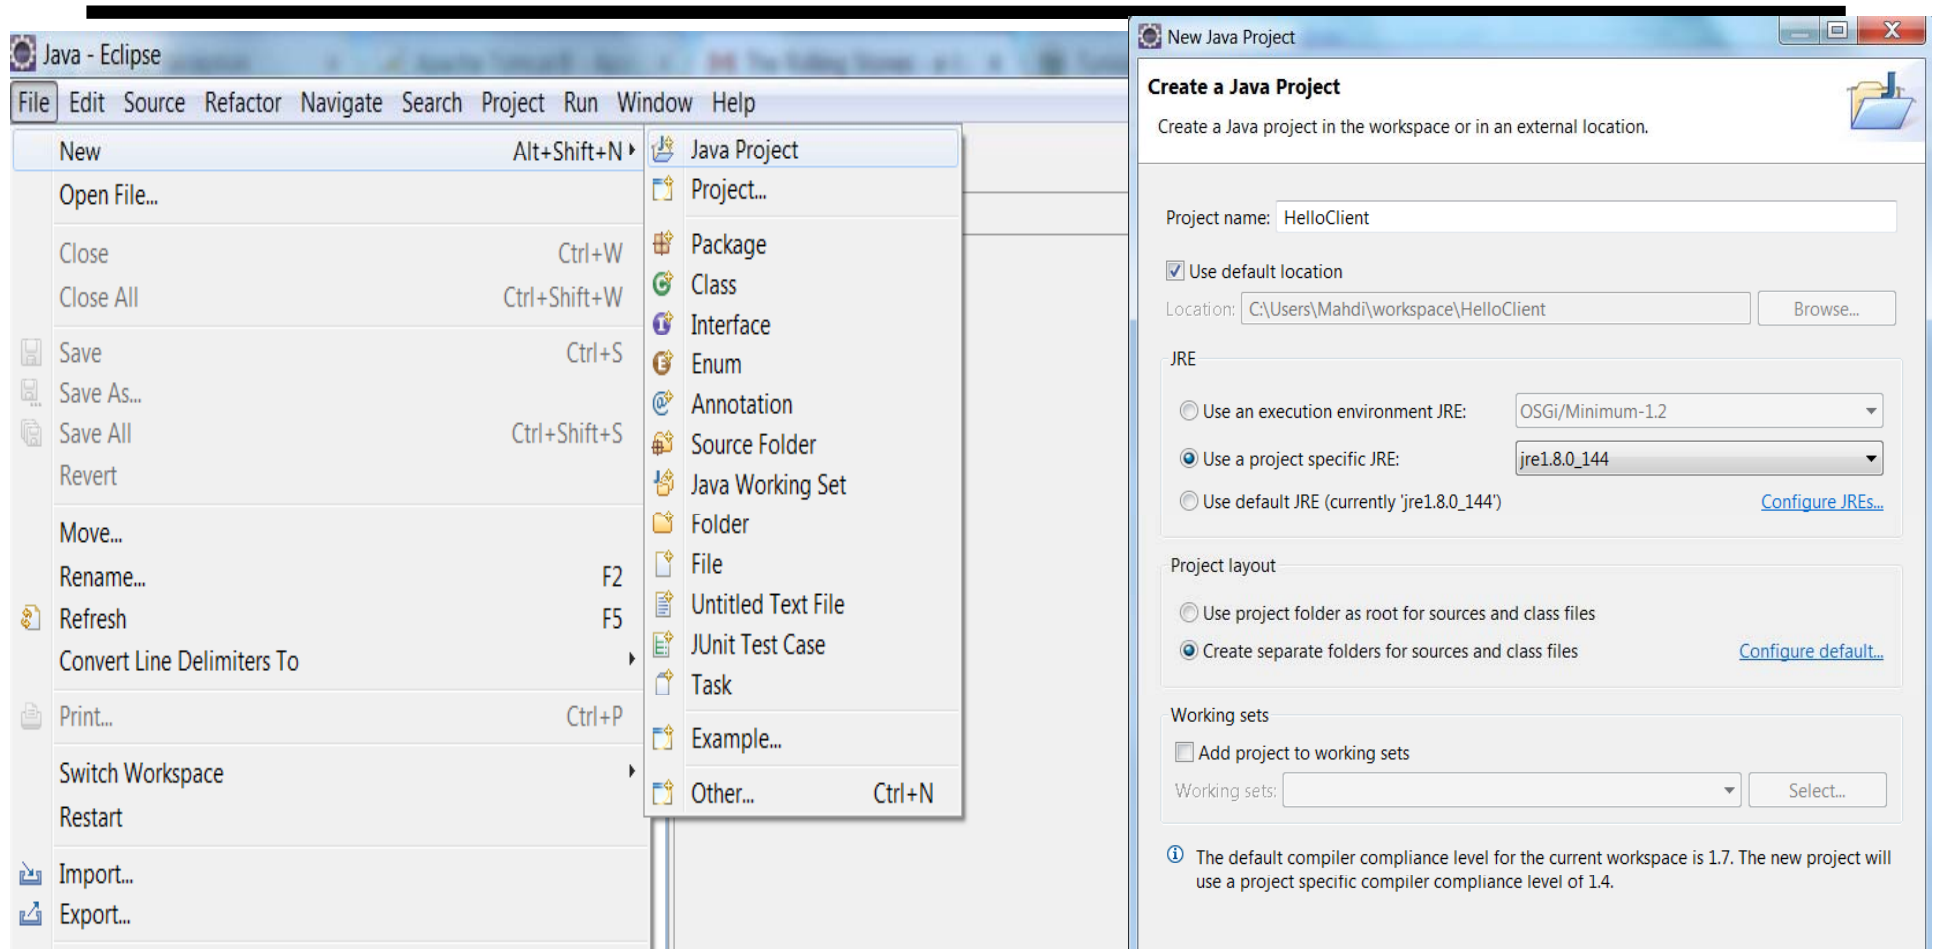 Java - Eclipse
File Edit Source Refactor Navigate Search Project Run Window Help
New Alt+Shift+N
Open File...
Close Ctrl+W
Close All Ctrl+Shift+W
Save Ctrl+S
Save As...
Save All Ctrl+Shift+S
Revert
Move...
Rename... F2
Refresh F5
Convert Line Delimiters To
Print... Ctrl+P
Switch Workspace
Restart
Import...
Export...
Java Project
Project...
Package
Class
Interface
Enum
Annotation
Source Folder
Java Working Set
Folder
File
Untitled Text File
JUnit Test Case
Task
Example...
Other... Ctrl+N
New Java Project
Create a Java Project
Create a Java project in the workspace or in an external location.
Project name: HelloClient
Use default location
Location: C:\Users\Mahdi\workspace\HelloClient Browse...
JRE
Use an execution environment JRE: OSGi/Minimum-1.2
Use a project specific JRE: jre1.8.0_144
Use default JRE (currently 'jre1.8.0_144') Configure JREs...
Project layout
Use project folder as root for sources and class files
Create separate folders for sources and class files Configure default...
Working sets
Add project to working sets
Working sets: Select...
The default compiler compliance level for the current workspace is 1.7. The new project will
use a project specific compiler compliance level of 1.4.